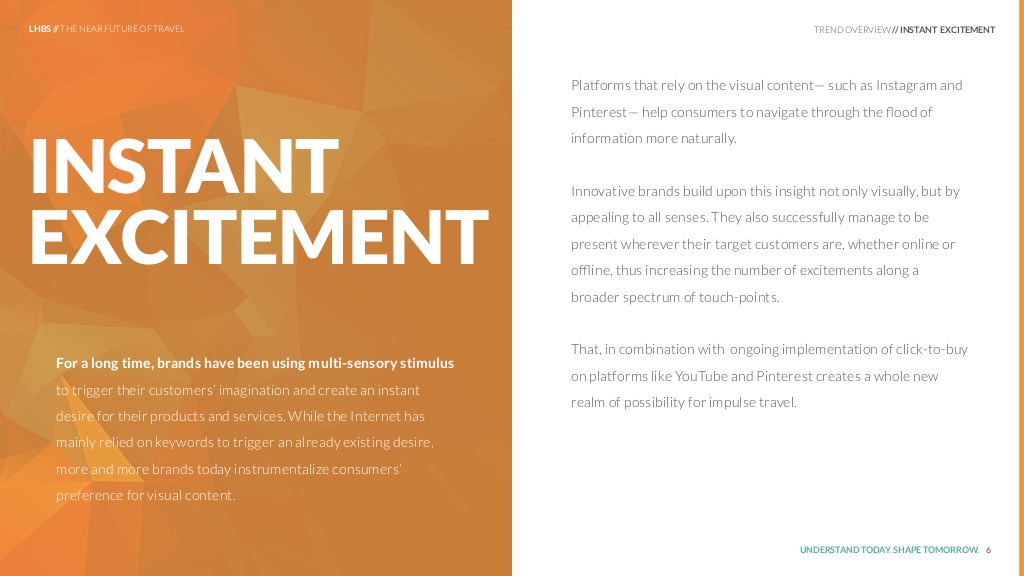 LHBS // THE NEAR FUTURE OF TRAVEL
INSTANT
EXCITEMENT
For a long time, brands have been using multi-sensory stimulus
to trigger their customers' imagination and create an instant
desire for their products and services. While the Internet has
mainly relied on keywords to trigger an already existing desire,
more and more brands today instrumentalize consumers'
preference for visual content.
TREND OVERVIEW // INSTANT EXCITEMENT
Platforms that rely on the visual content— such as Instagram and
Pinterest— help consumers to navigate through the flood of
information more naturally.
Innovative brands build upon this insight not only visually, but by
appealing to all senses. They also successfully manage to be
present wherever their target customers are, whether online or
offline, thus increasing the number of excitements along a
broader spectrum of touch-points.
That, in combination with ongoing implementation of click-to-buy
on platforms like YouTube and Pinterest creates a whole new
realm of possibility for impulse travel.
UNDERSTAND TODAY. SHAPE TOMORROW. 6